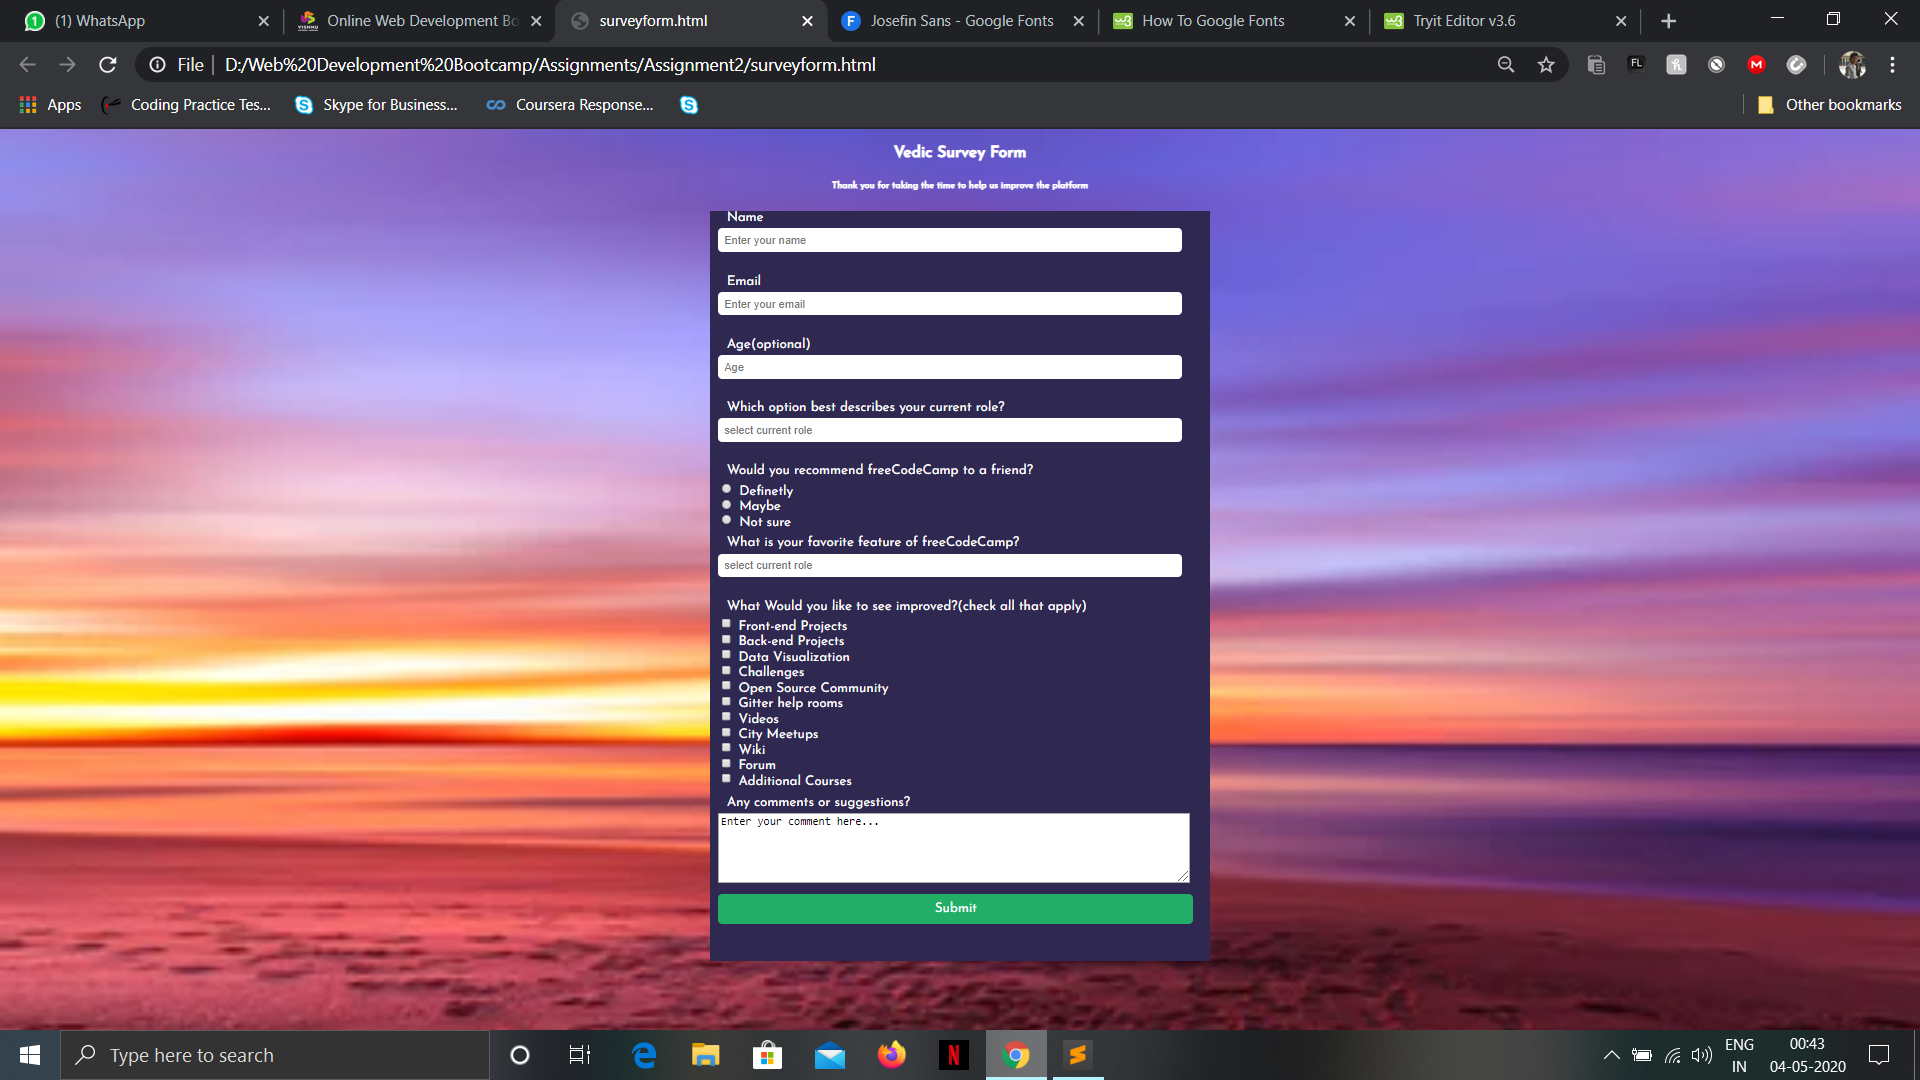 (1) WhatsApp
Online Web Development Bo
surveyform.html
Josefin Sans - Google Fonts
How To Google Fonts
Tryit Editor v3.6
File
D:/Web%20Development%20Bootcamp/Assignments/Assignment2/surveyform.html
FL
Apps
Coding Practice Tes...
Skype for Business...
Coursera Response...
Other bookmarks
Vedic Survey Form
Thank you for taking the time to help us improve the platform
Name
Enter your name
Email
Enter your email
Age(optional)
Age
Which option best describes your current role?
select current role
Would you recommend freeCodeCamp to a friend?
Definetly
Maybe
Not sure
What is your favorite feature of freeCodeCamp?
select current role
What Would you like to see improved?(check all that apply)
Front-end Projects
Back-end Projects
Data Visualization
Challenges
Open Source Community
Gitter help rooms
Videos
City Meetups
Wiki
Forum
Additional Courses
Any comments or suggestions?
Enter your comment here...
Submit
Type here to search
ENG
IN
00:43
04-05-2020